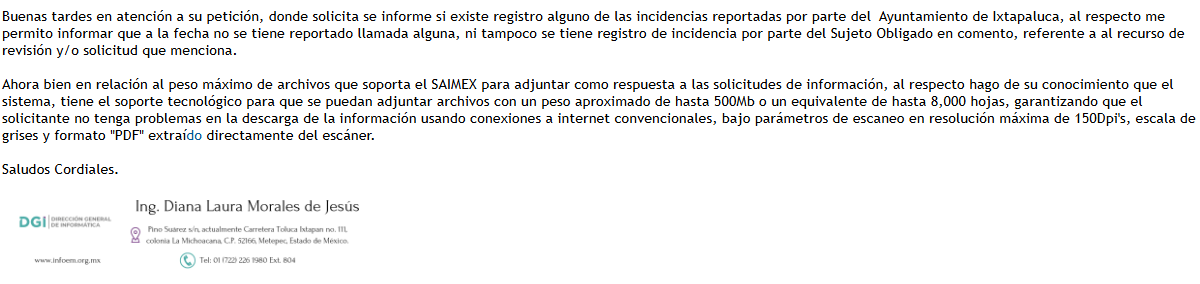 Buenas tardes en atención a su petición, donde solicita se informe si existe registro alguno de las incidencias reportadas por parte del Ayuntamiento de Ixtapaluca, al respecto me
permito informar que a la fecha no se tiene reportado llamada alguna, ni tampoco se tiene registro de incidencia por parte del Sujeto Obligado en comento, referente a al recurso de
revisión y/o solicitud que menciona.
Ahora bien en relación al peso máximo de archivos que soporta el SAIMEX para adjuntar como respuesta a las solicitudes de información, al respecto hago de su conocimiento que el
sistema, tiene el soporte tecnológico para que se puedan adjuntar archivos con un peso aproximado de hasta 500Mb o un equivalente de hasta 8,000 hojas, garantizando que el
solicitante no tenga problemas en la descarga de la información usando conexiones a internet convencionales, bajo parámetros de escaneo en resolución máxima de 150Dpi's, escala de
grises y formato "PDF" extraído directamente del escáner.
Saludos Cordiales.
Ing. Diana Laura Morales de Jesús
DGI DIRECCIÓN GENERAL
DE INFORMÁTICA
Pino Suarez s/n, actualmente Carretera Toluca Ixtapan no. 111,
colonia La Michoacana, C.P. 52166, Metepec, Estado de México.
www.infoem.org.mx
Tel: 01 (722) 226 1980 Ext. 804